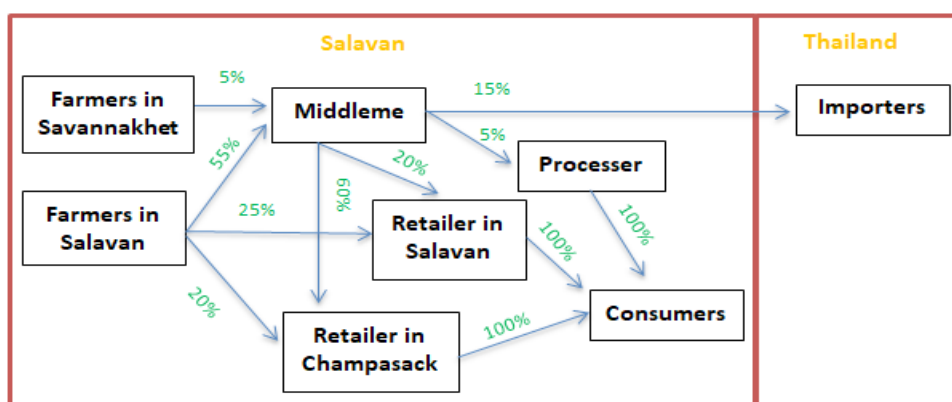 Salavan
Thailand
Farmers in
Savannakhet
5%
Middleme
15%
Importers
55%
20%
5%
Processer
60%
Farmers in
Salavan
25%
Retailer in
Salavan
100%
100%
20%
Retailer in
Champasack
100%
Consumers